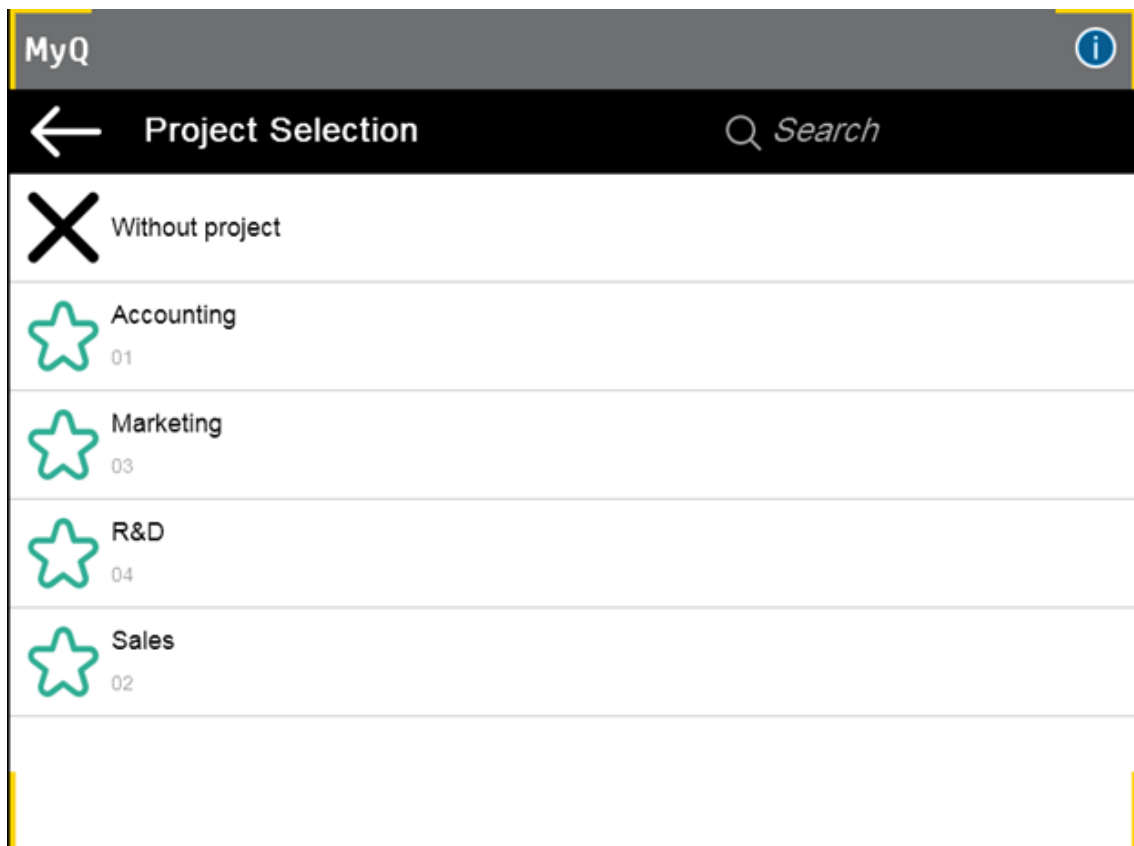 MyQ
i
Project Selection
Search
Without project
Accounting
01
Marketing
03
R&D
04
Sales
02